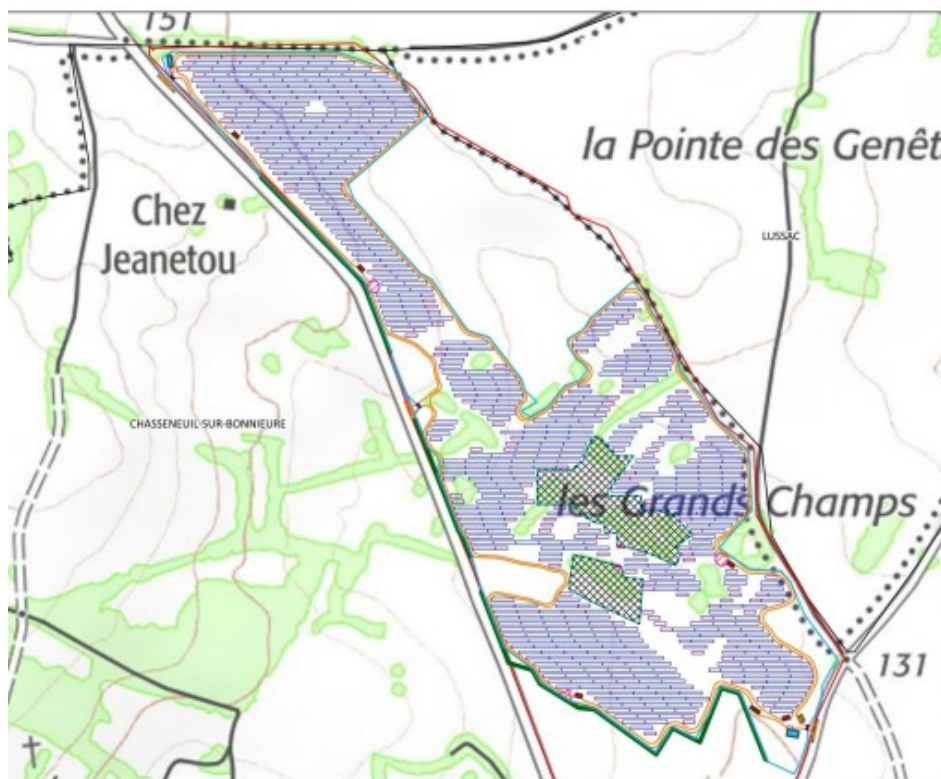 151
la Pointe des Genêt
Chez
Jeanetou
LUSSAC
CHASSENEUIL-SUR-BONNIEURE
les Grands Champs
131